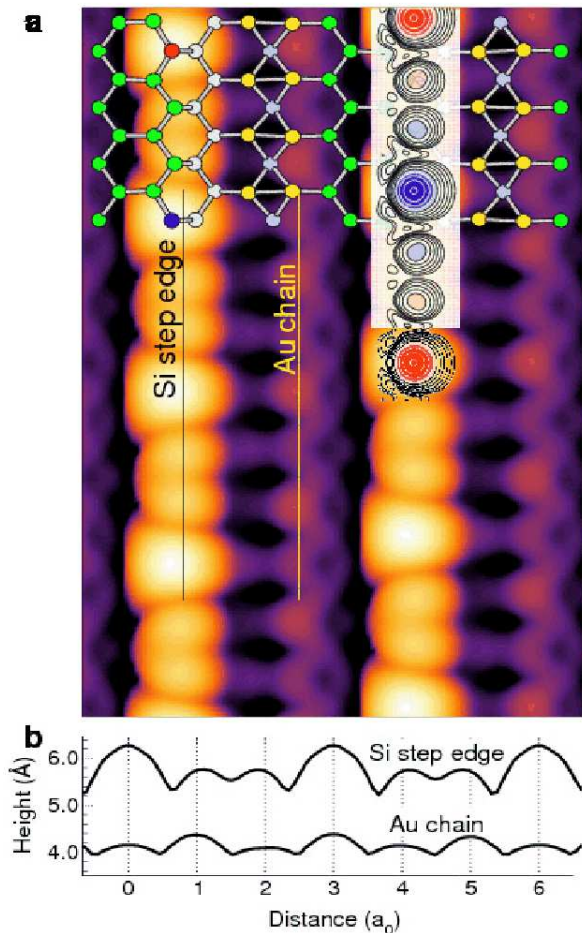 a
Si step edge
Au chain
b
Height (Å)
6.0
5.0
4.0
Si step edge
Au chain
0 1 2 3 4 5 6
Distance (a₀)